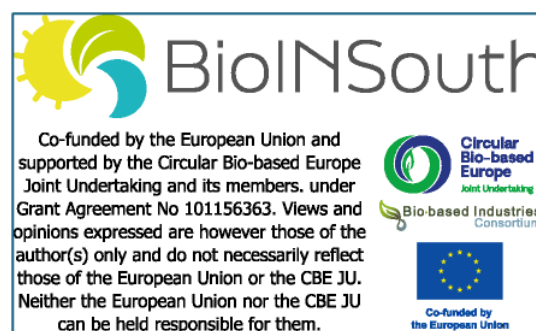 BioINSouth
Co-funded by the European Union and
supported by the Circular Bio-based Europe
Joint Undertaking and its members. under
Grant Agreement No 101156363. Views and
opinions expressed are however those of the
author(s) only and do not necessarily reflect
those of the European Union or the CBE JU.
Neither the European Union nor the CBE JU
can be held responsible for them.
Circular
Bio-based
Europe
Joint Undertaking
Bio-based Industries
Consortium
Co-funded by
the European Union